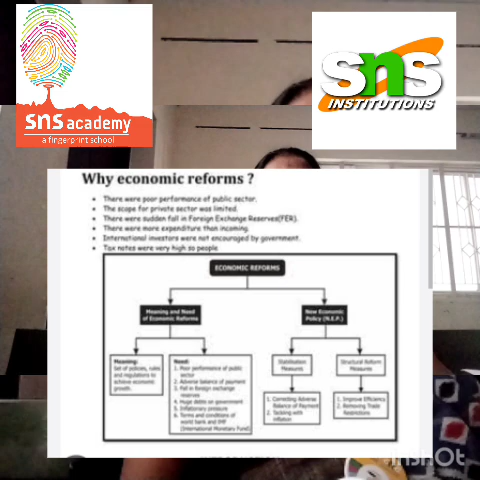 SNS academy
a fingerprint school
SNS
INSTITUTIONS
Why economic reforms ?
• There were poor performance of public sector.
• The scope for private sector was limited.
• There were sudden fall in Foreign Exchange Reserves(FER).
• There were more expenditure than incoming.
• International investors were not encouraged by government.
• Tax rates were very high so people
ECONOMIC REFORMS
Meaning and Need
of Economic Reforms
New Economic
Policy (N.E.P.)
Meaning:
Set of policies, rules
and regulations to
achieve economic
growth.
Need:
1. Poor performance of public
sector
2. Adverse balance of payment
3. Fall in foreign exchange
reserves
4. Huge debts on government
5. Inflationary pressure
6. Terms and conditions of
world bank and IMF
(International Monetary Fund)
Stabilisation
Measures
Structural Reform
Measures
1. Correcting Adverse
Balance of Payment
2. Tackling with
inflation
1. Improve Efficiency
2. Removing Trade
Restrictions
InShOT